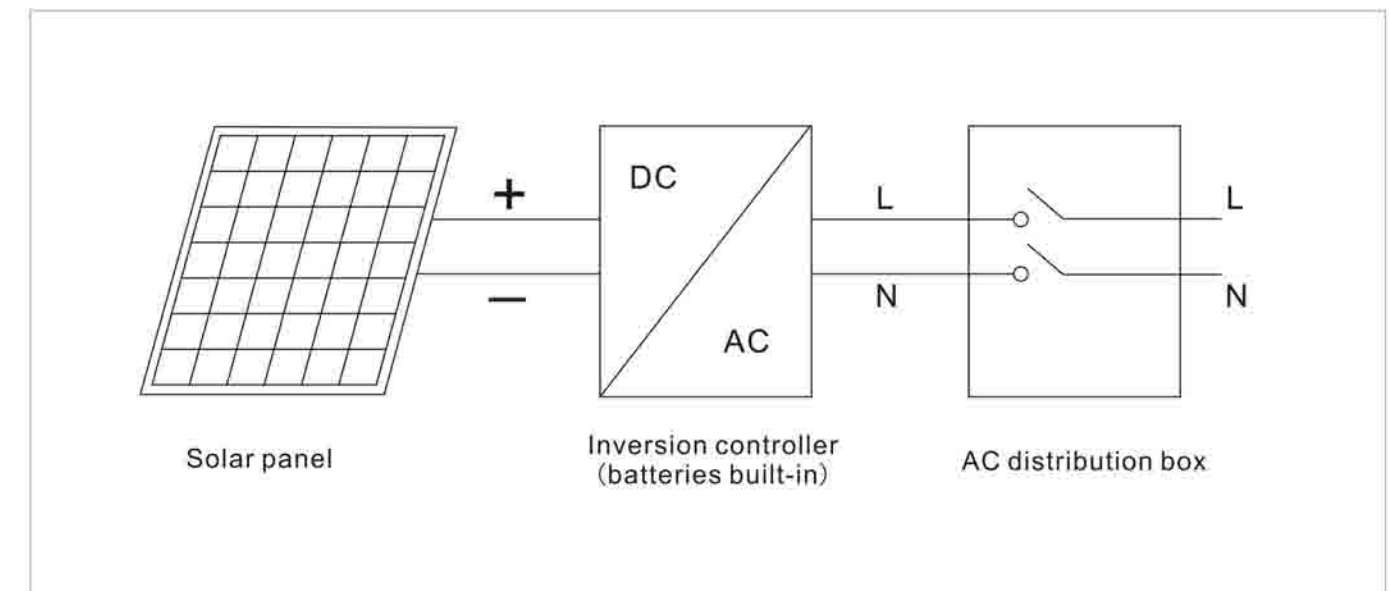 +
DC
L
L
−
N
N
AC
Solar panel
Inversion controller
（batteries built-in）
AC distribution box